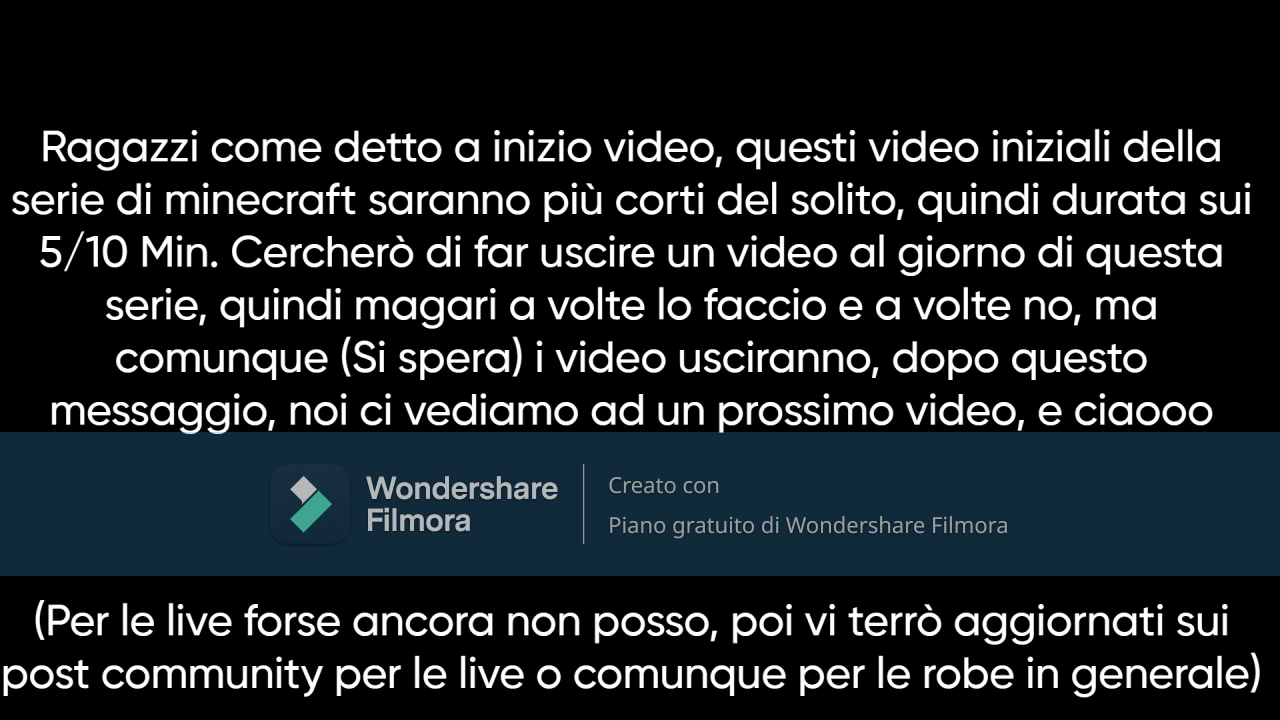 Ragazzi come detto a inizio video, questi video iniziali della
serie di minecraft saranno più corti del solito, quindi durata sui
5/10 Min. Cercherò di far uscire un video al giorno di questa
serie, quindi magari a volte lo faccio e a volte no, ma
comunque (Si spera) i video usciranno, dopo questo
messaggio, noi ci vediamo ad un prossimo video, e ciaooo
Wondershare
Filmora
Creato con
Piano gratuito di Wondershare Filmora
(Per le live forse ancora non posso, poi vi terrò aggiornati sui
post community per le live o comunque per le robe in generale)